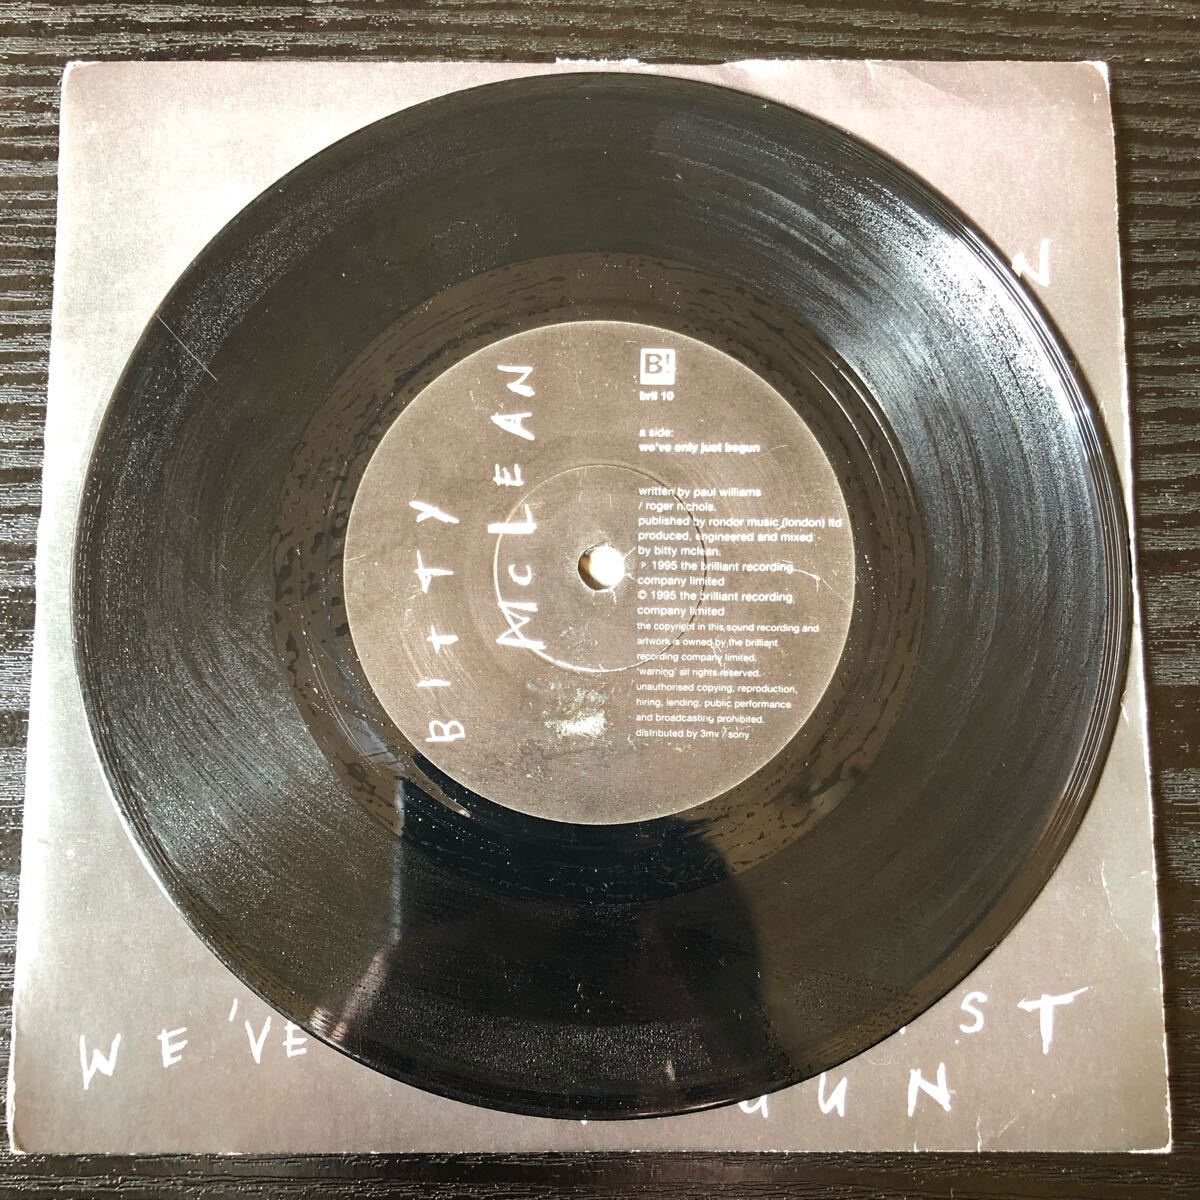 N
BITTY
McLEAN
B!
bril 10
a side:
we've only just begun
written by paul williams
/ roger nichols.
published by rondor music (london) ltd
produced, engineered and mixed
by bitty mclean.
℗ 1995 the brilliant recording
company limited
© 1995 the brilliant recording
company limited
the copyright in this sound recording and
artwork is owned by the brilliant
recording company limited.
'warning' all rights reserved.
unauthorised copying, reproduction,
hiring, lending, public performance
and broadcasting prohibited.
distributed by 3mv / sony
WE'VE ST
UN